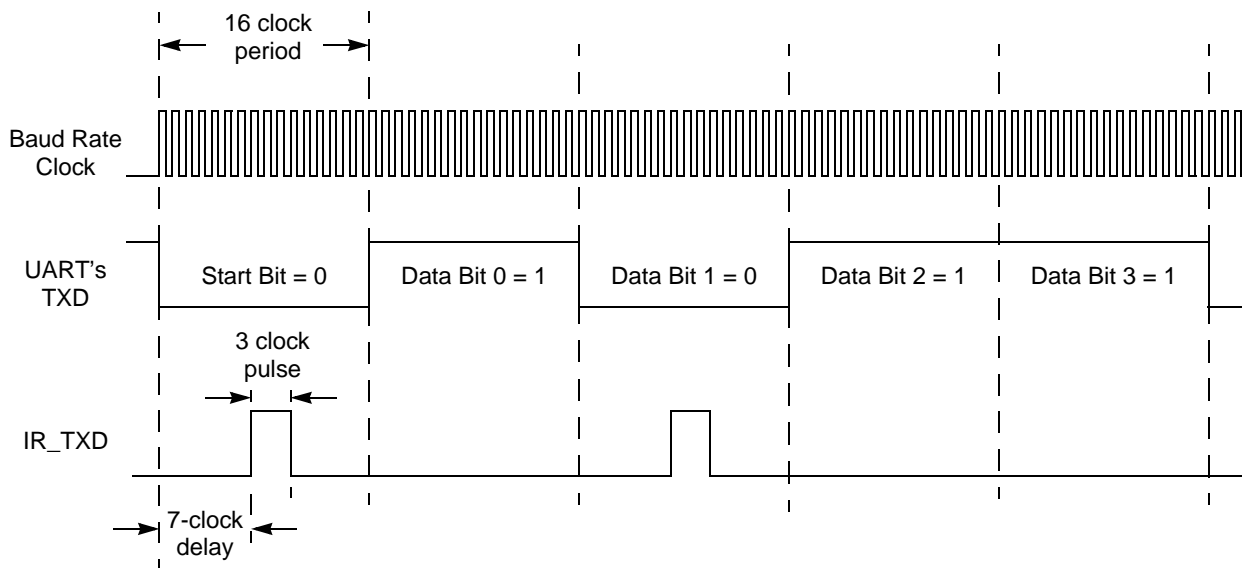 16 clock
period
Baud Rate
Clock
UART's
TXD
Start Bit = 0
Data Bit 0 = 1
Data Bit 1 = 0
Data Bit 2 = 1
Data Bit 3 = 1
3 clock
pulse
IR_TXD
7-clock
delay